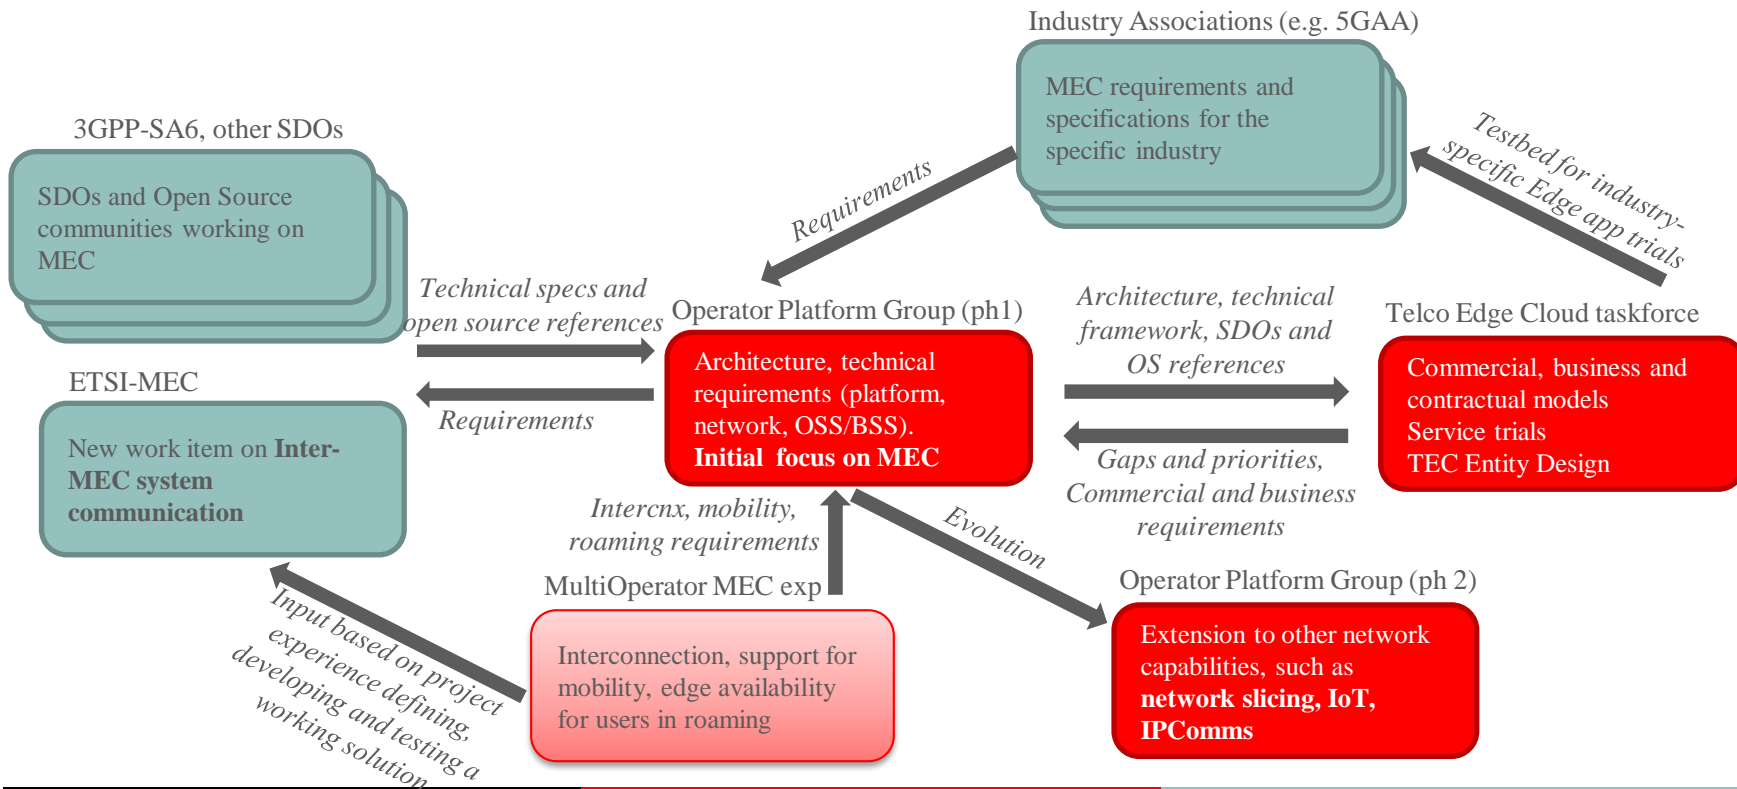 Industry Associations (e.g. 5GAA)
MEC requirements and
specifications for the
specific industry
3GPP-SA6, other SDOs
SDOs and Open Source
communities working on
MEC
Requirements
Testbed for industry-
specific Edge app trials
Technical specs and
open source references
Operator Platform Group (ph1)
Architecture, technical
requirements (platform,
network, OSS/BSS).
Initial focus on MEC
Architecture, technical
framework, SDOs and
OS references
Telco Edge Cloud taskforce
Commercial, business and
contractual models
Service trials
TEC Entity Design
ETSI-MEC
New work item on Inter-
MEC system
communication
Requirements
Gaps and priorities,
Commercial and business
requirements
Intercnx, mobility,
roaming requirements
Evolution
MultiOperator MEC exp
Interconnection, support for
mobility, edge availability
for users in roaming
Operator Platform Group (ph 2)
Extension to other network
capabilities, such as
network slicing, IoT,
IPComms
Input based on project
experience defining,
developing and testing a
working solution